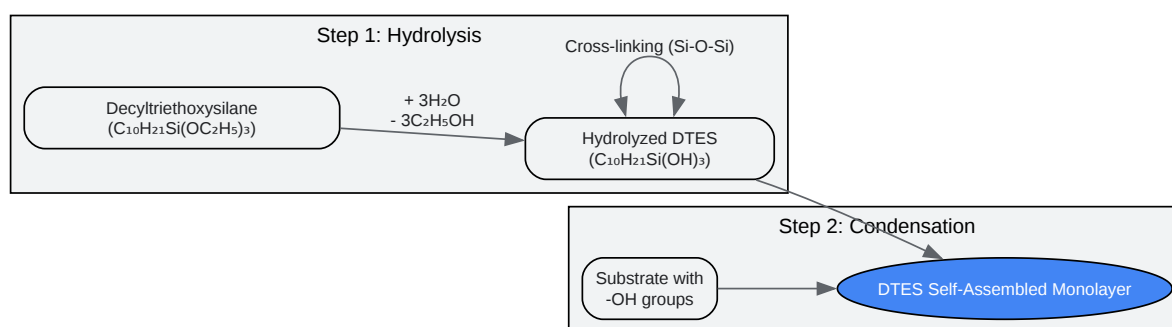 Step 1: Hydrolysis
Cross-linking (Si-O-Si)
Decyltriethoxysilane
(C₁₀H₂₁Si(OC₂H₅)₃)
+ 3H₂O
- 3C₂H₅OH
Hydrolyzed DTES
(C₁₀H₂₁Si(OH)₃)
Step 2: Condensation
Substrate with
-OH groups
DTES Self-Assembled Monolayer